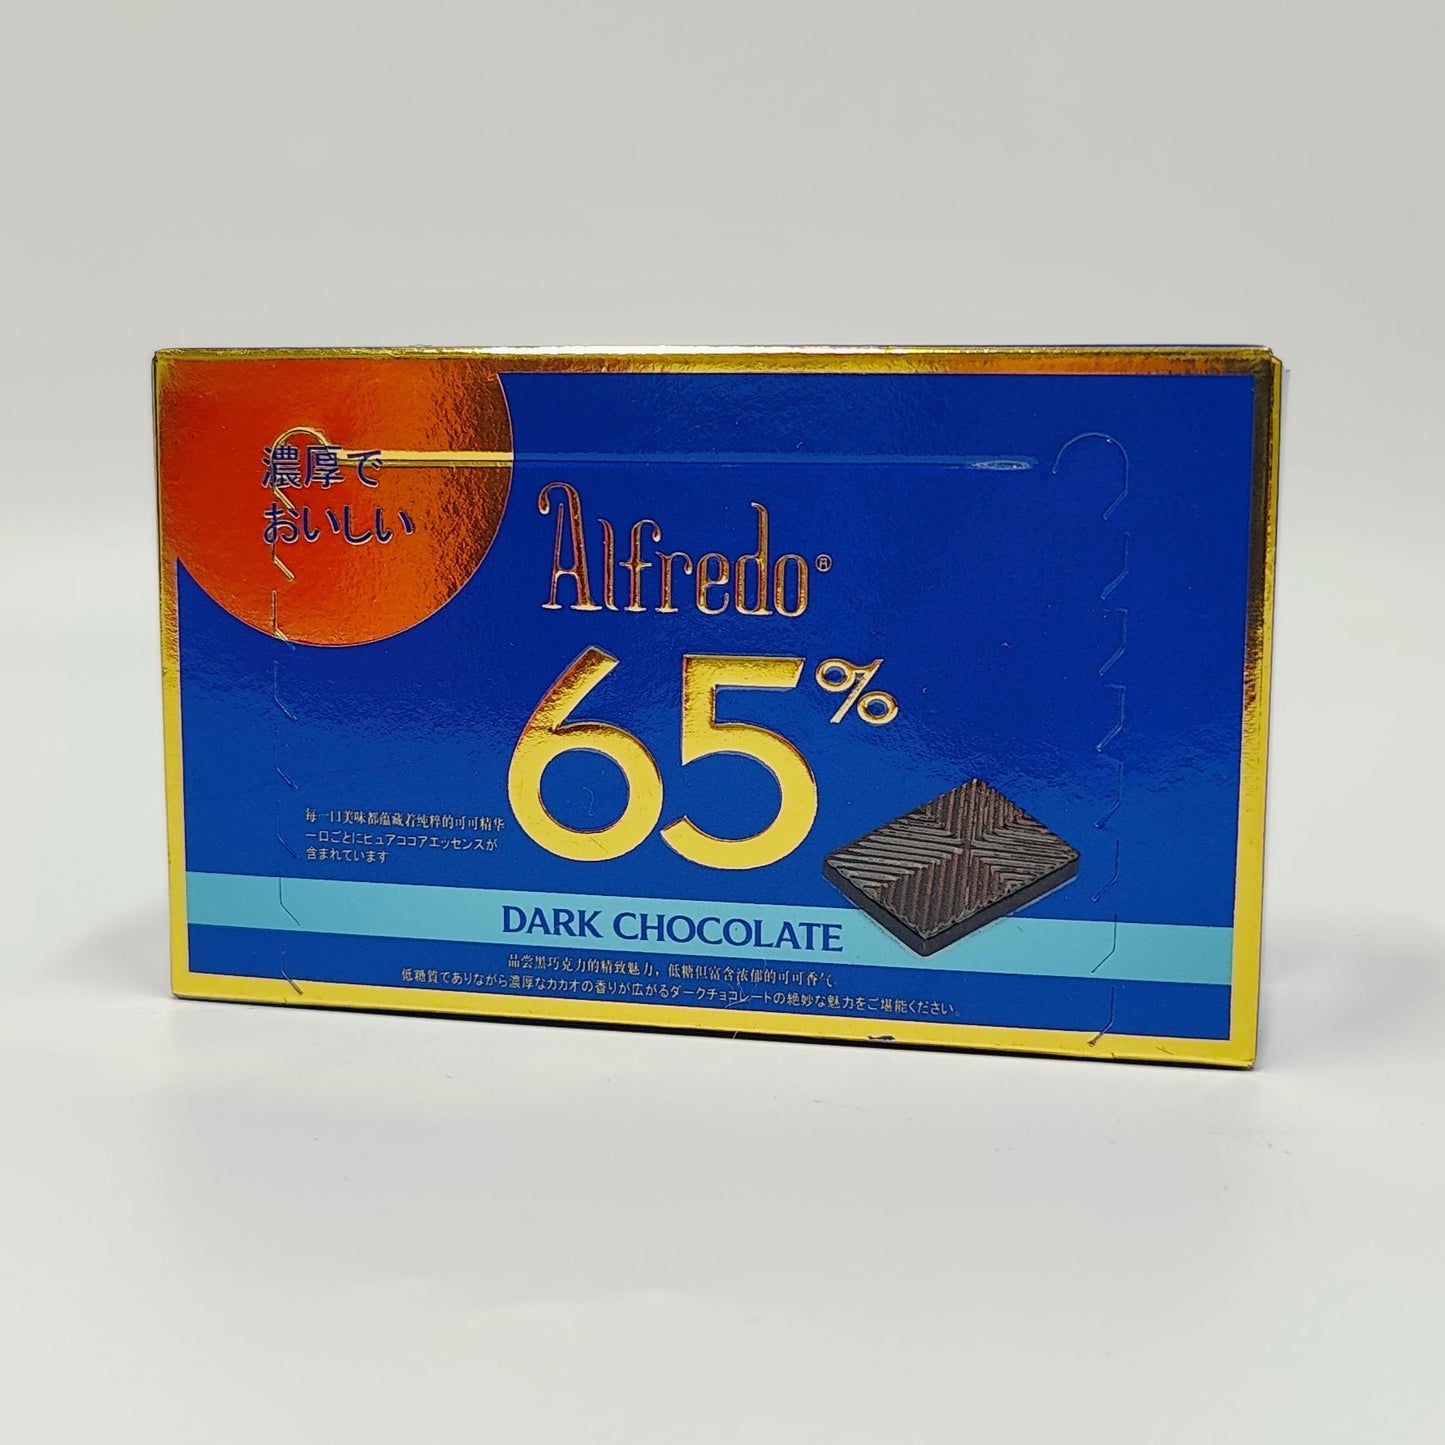 濃厚で
おいしい
Alfredo®
65%
每一口美味都蕴藏着纯粹的可可精华
一口ごとにピュアココアエッセンスが
含まれています
DARK CHOCOLATE
品尝黑巧克力的精致魅力，低糖但富含浓郁的可可香气
低糖質でありながら濃厚なカカオの香りが広がるダークチョコレートの絶妙な魅力をご堪能ください。